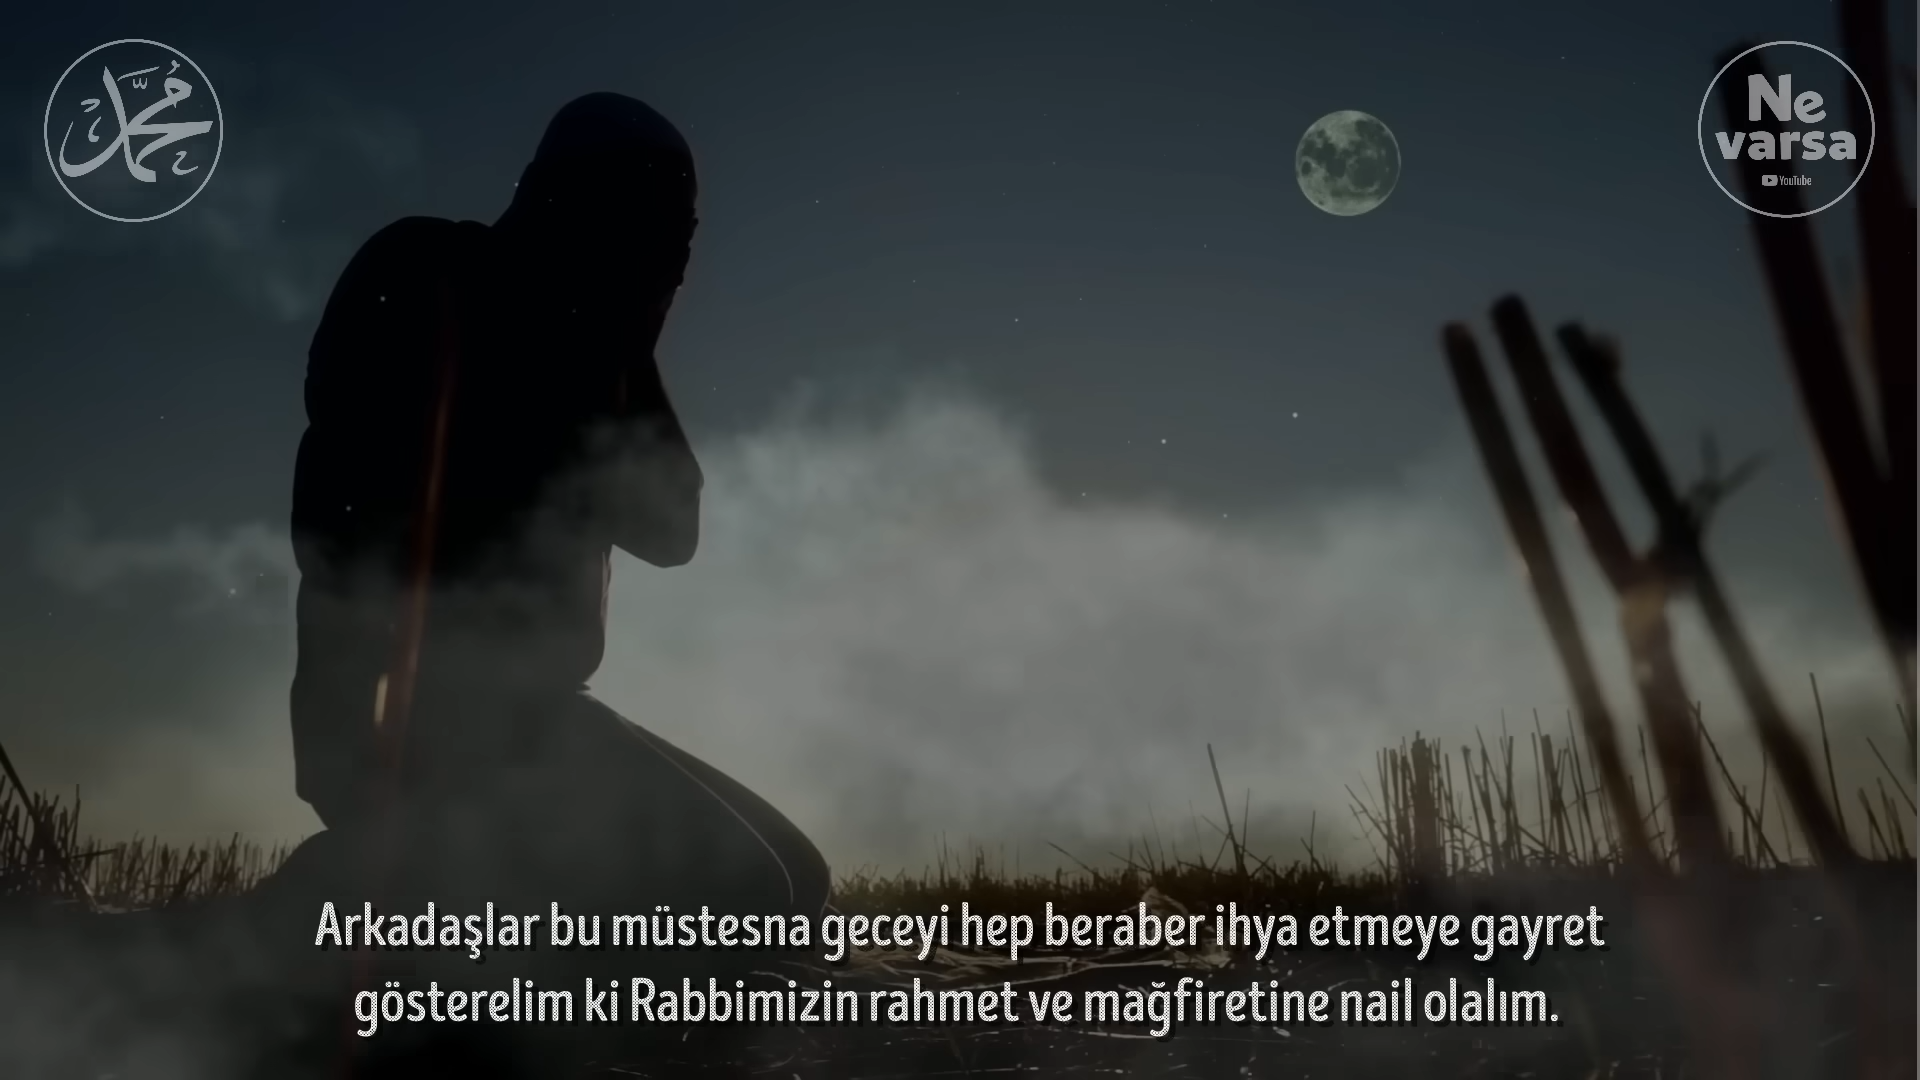 محمد
Ne
varsa
YouTube
Arkadaşlar bu müstesna geceyi hep beraber ihya etmeye gayret
gösterelim ki Rabbimizin rahmet ve mağfiretine nail olalım.